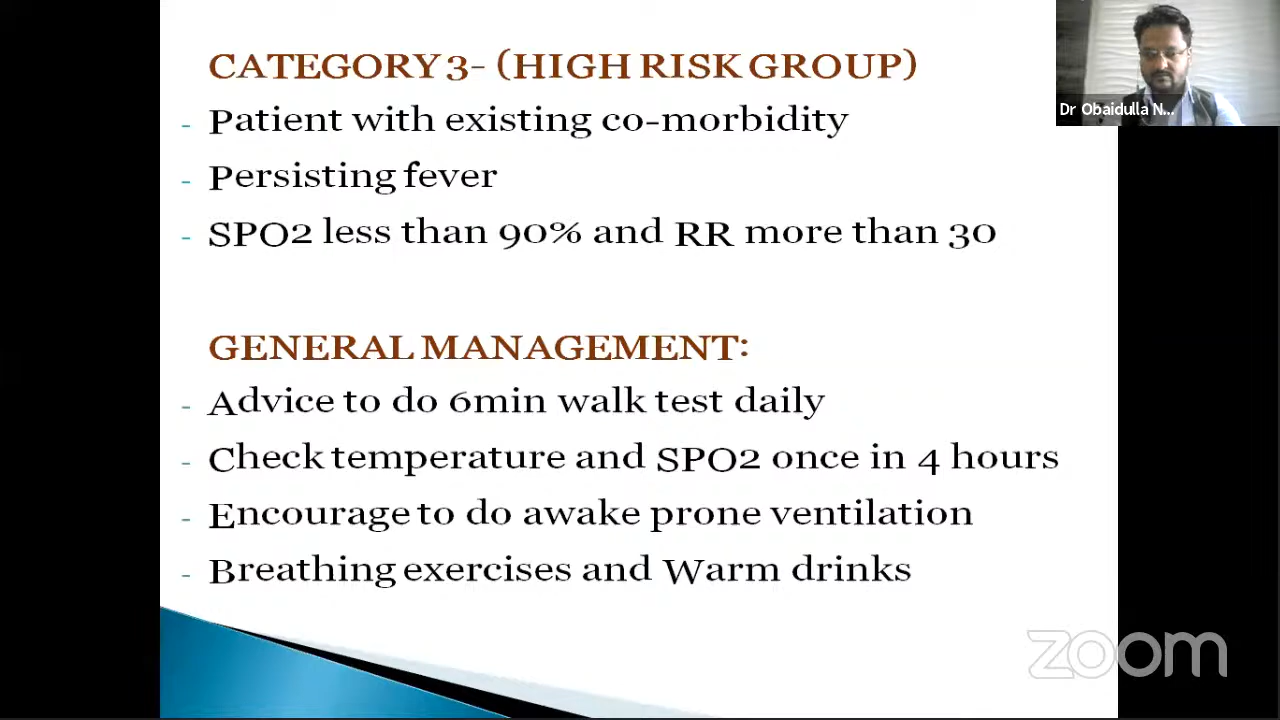 CATEGORY 3- (HIGH RISK GROUP)
- Patient with existing co-morbidity
- Persisting fever
- SPO2 less than 90% and RR more than 30
GENERAL MANAGEMENT:
- Advice to do 6min walk test daily
- Check temperature and SPO2 once in 4 hours
- Encourage to do awake prone ventilation
- Breathing exercises and Warm drinks
Dr Obaidulla N...
zoom